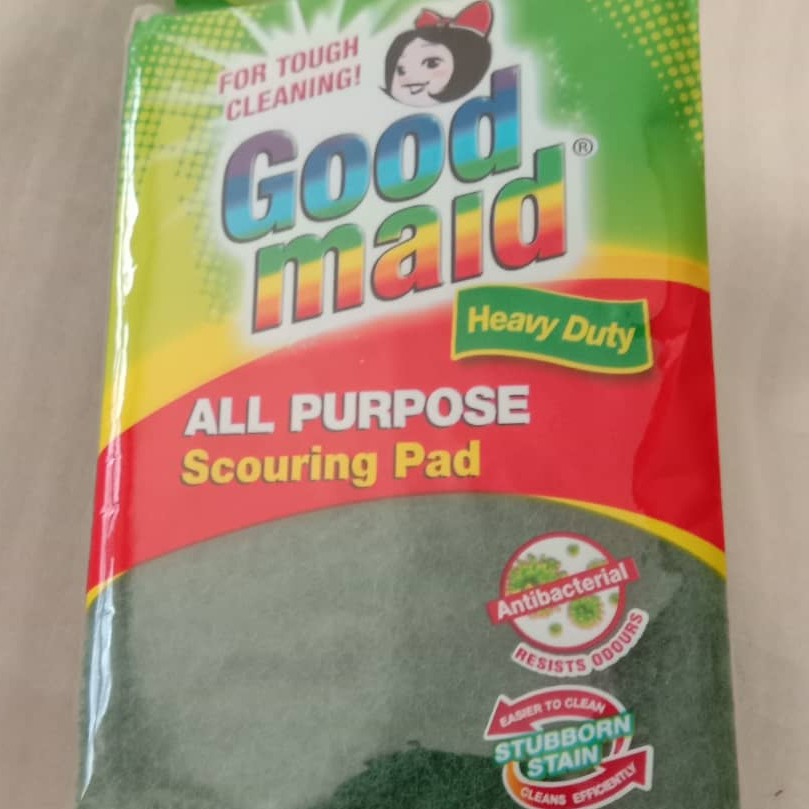 FOR TOUGH
CLEANING!
Good
maid®
Heavy Duty
ALL PURPOSE
Scouring Pad
Antibacterial
RESISTS ODOURS
EASIER TO CLEAN
STUBBORN
STAIN
CLEANS EFFICIENTLY